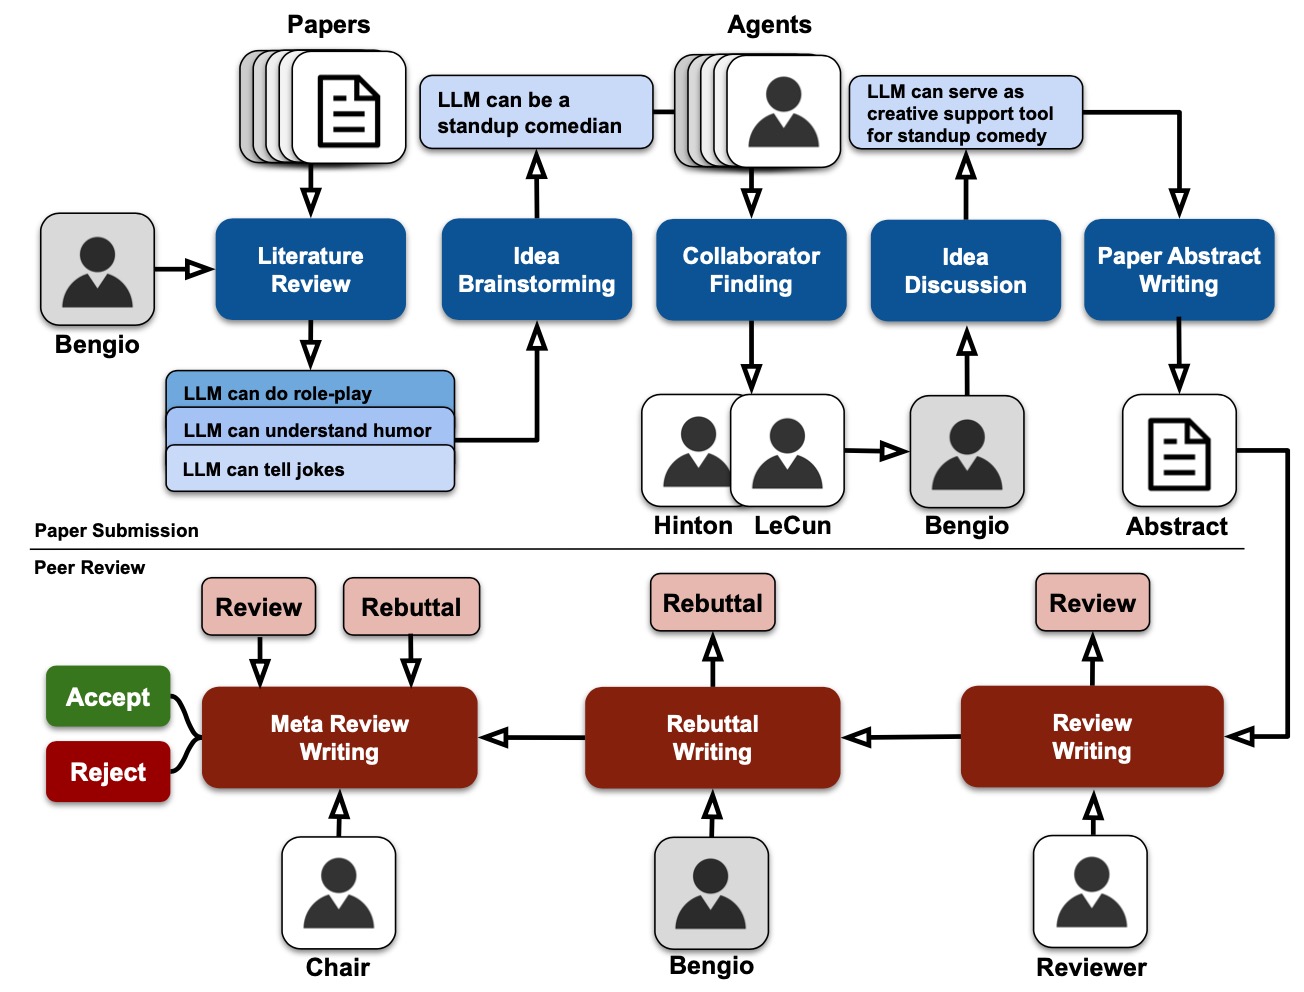 Papers
Agents
LLM can be a
standup comedian
LLM can serve as
creative support tool
for standup comedy
Literature
Review
Idea
Brainstorming
Collaborator
Finding
Idea
Discussion
Paper Abstract
Writing
Bengio
LLM can do role-play
LLM can understand humor
LLM can tell jokes
Hinton
LeCun
Bengio
Abstract
Paper Submission
Peer Review
Review
Rebuttal
Rebuttal
Review
Accept
Reject
Meta Review
Writing
Rebuttal
Writing
Review
Writing
Chair
Bengio
Reviewer